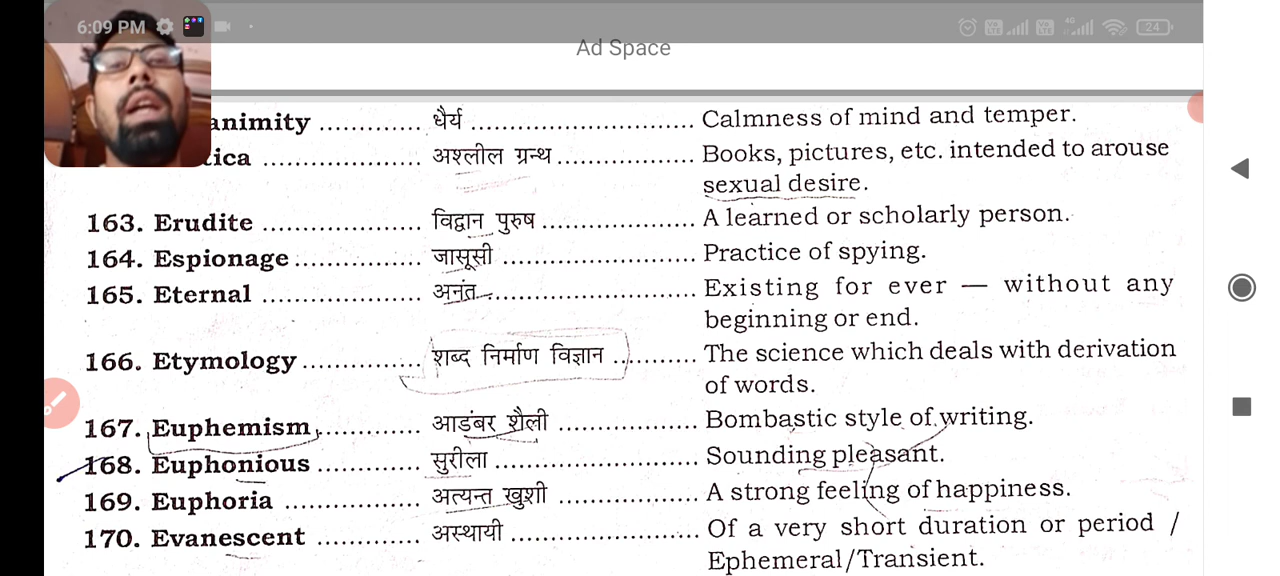 6:09 PM
24
Ad Space
animity ............. धैर्य ............................ Calmness of mind and temper.
tica .................... अश्लील ग्रन्थ ................. Books, pictures, etc. intended to arouse
sexual desire.
163. Erudite .................... विद्वान पुरुष ................... A learned or scholarly person.
164. Espionage ................ जासूसी ........................ Practice of spying.
165. Eternal .................... अनंत .......................... Existing for ever — without any
beginning or end.
166. Etymology ............... शब्द निर्माण विज्ञान ........... The science which deals with derivation
of words.
167. Euphemism .............. आडंबर शैली ................. Bombastic style of writing.
168. Euphonious ............. सुरीला ......................... Sounding pleasant.
169. Euphoria ................. अत्यन्त खुशी ................. A strong feeling of happiness.
170. Evanescent ............. अस्थायी ....................... Of a very short duration or period /
Ephemeral/Transient.